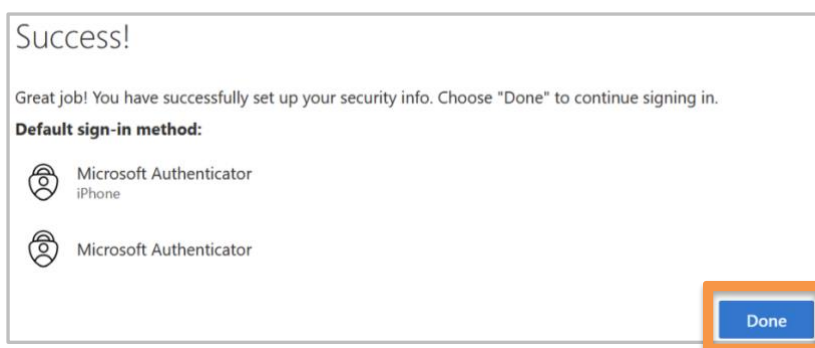 Success!
Great job! You have successfully set up your security info. Choose "Done" to continue signing in.
Default sign-in method:
Microsoft Authenticator
iPhone
Microsoft Authenticator
Done